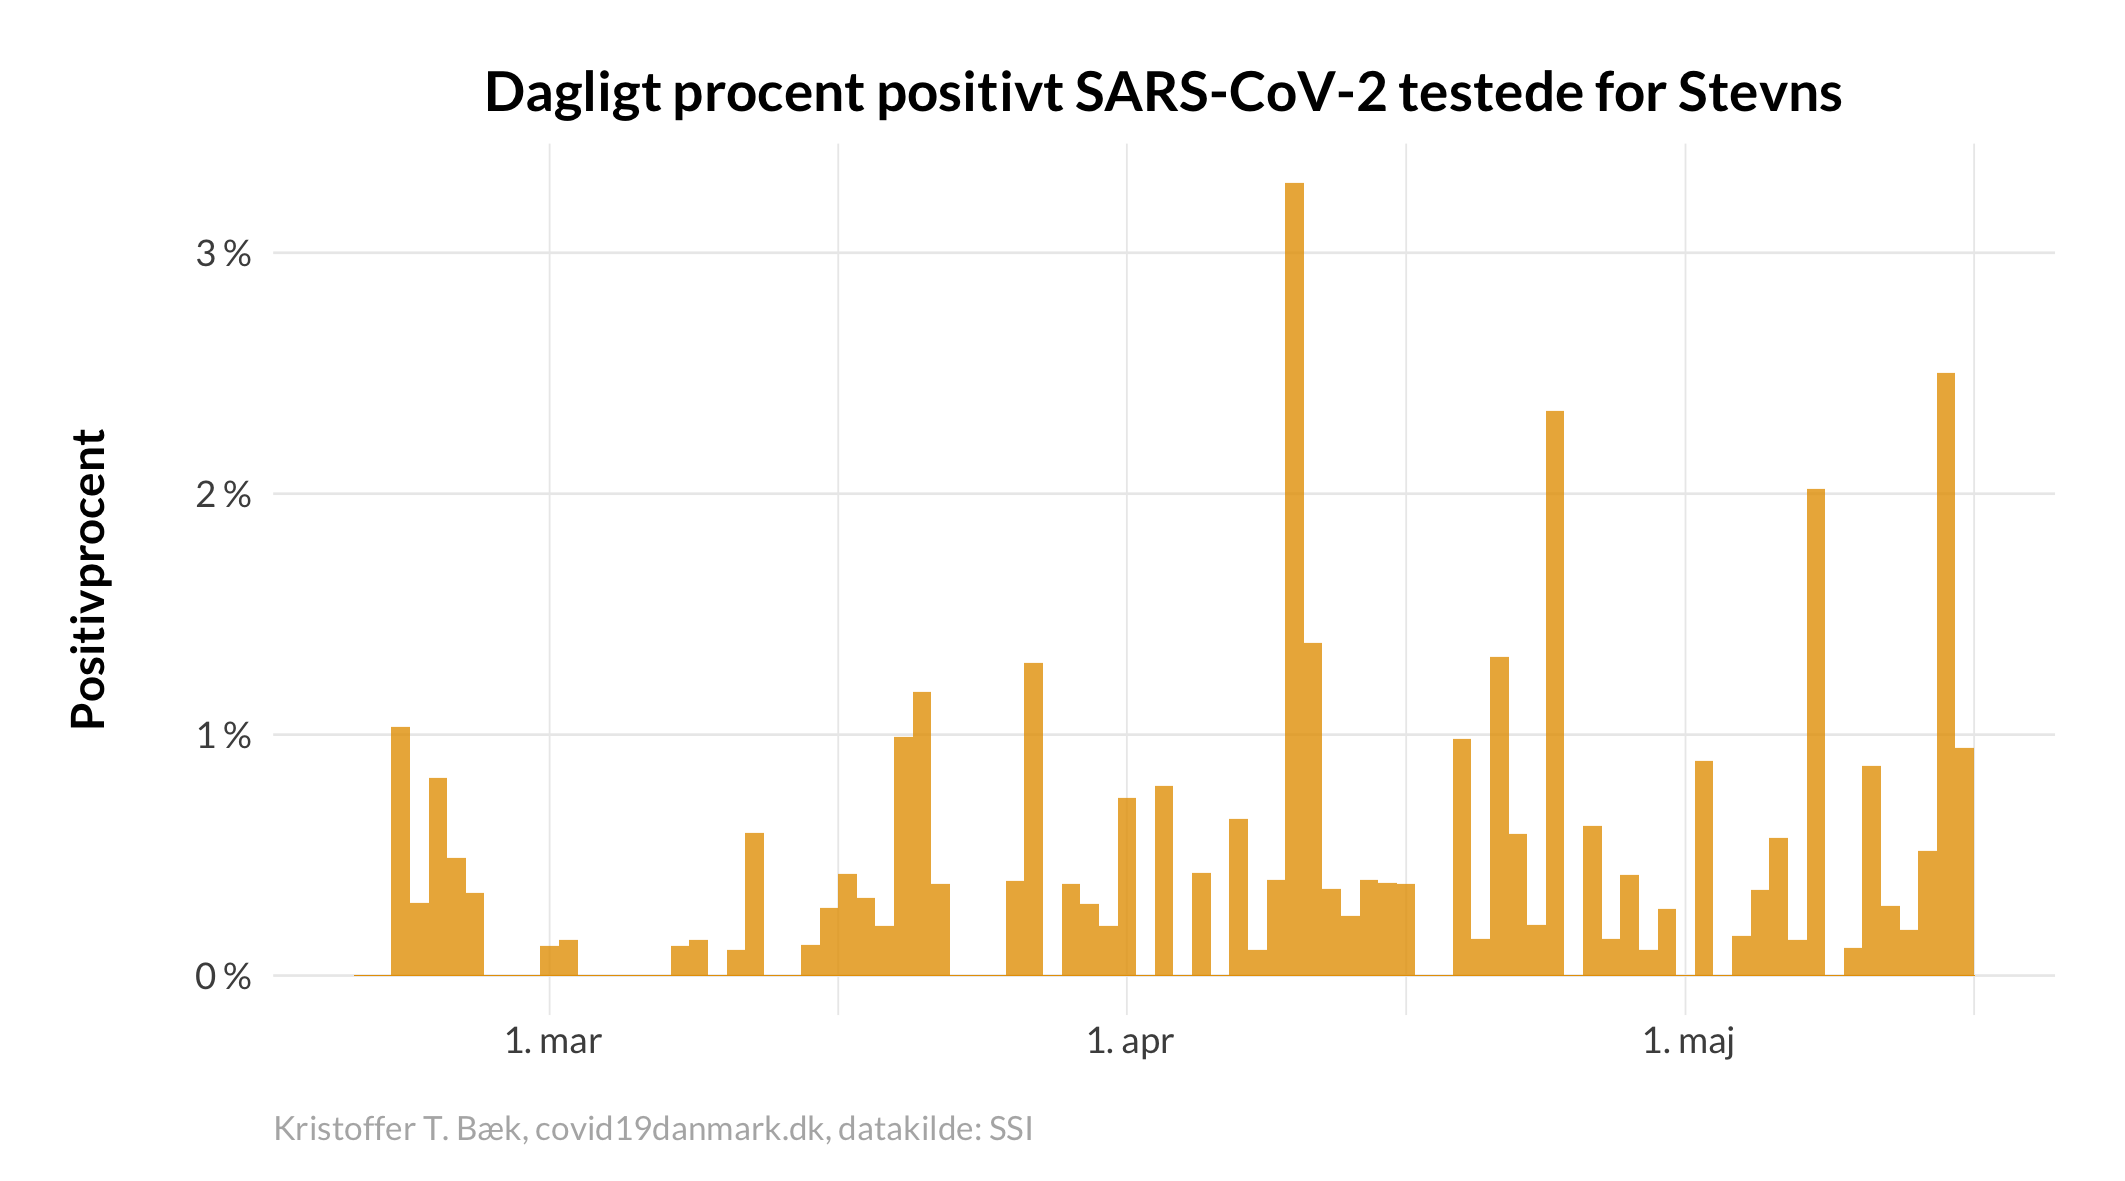 Dagligt procent positivt SARS-CoV-2 testede for Stevns
Positivprocent
3 %
2 %
1 %
0 %
1. mar
1. apr
1. maj
Kristoffer T. Bæk, covid19danmark.dk, datakilde: SSI